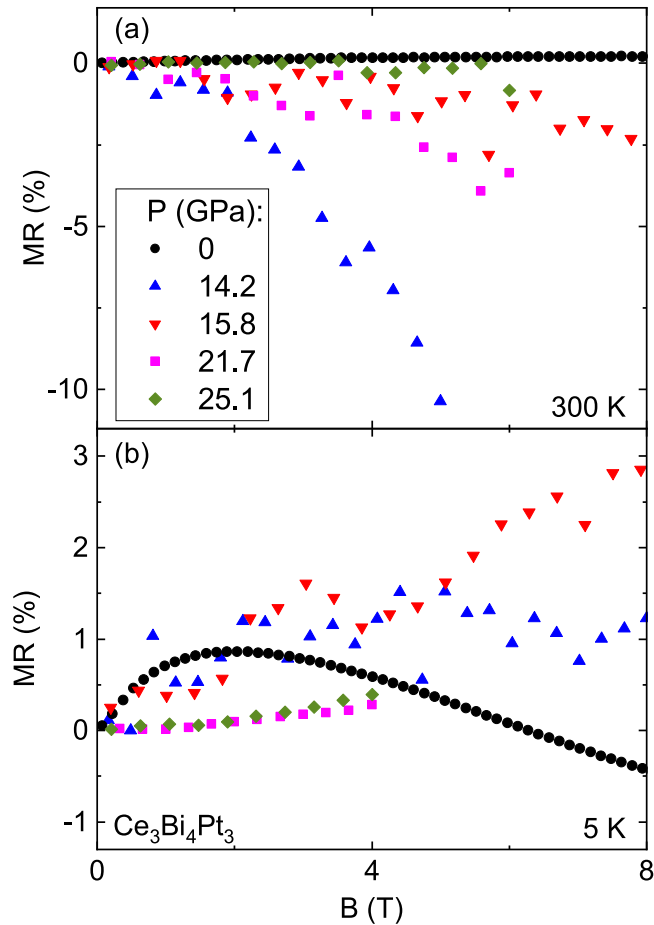 (a)
0
-5
-10
MR (%)
P (GPa):
0
14.2
15.8
21.7
25.1
300 K
(b)
3
2
1
0
-1
MR (%)
Ce₃Bi₄Pt₃
5 K
0
4
8
B (T)